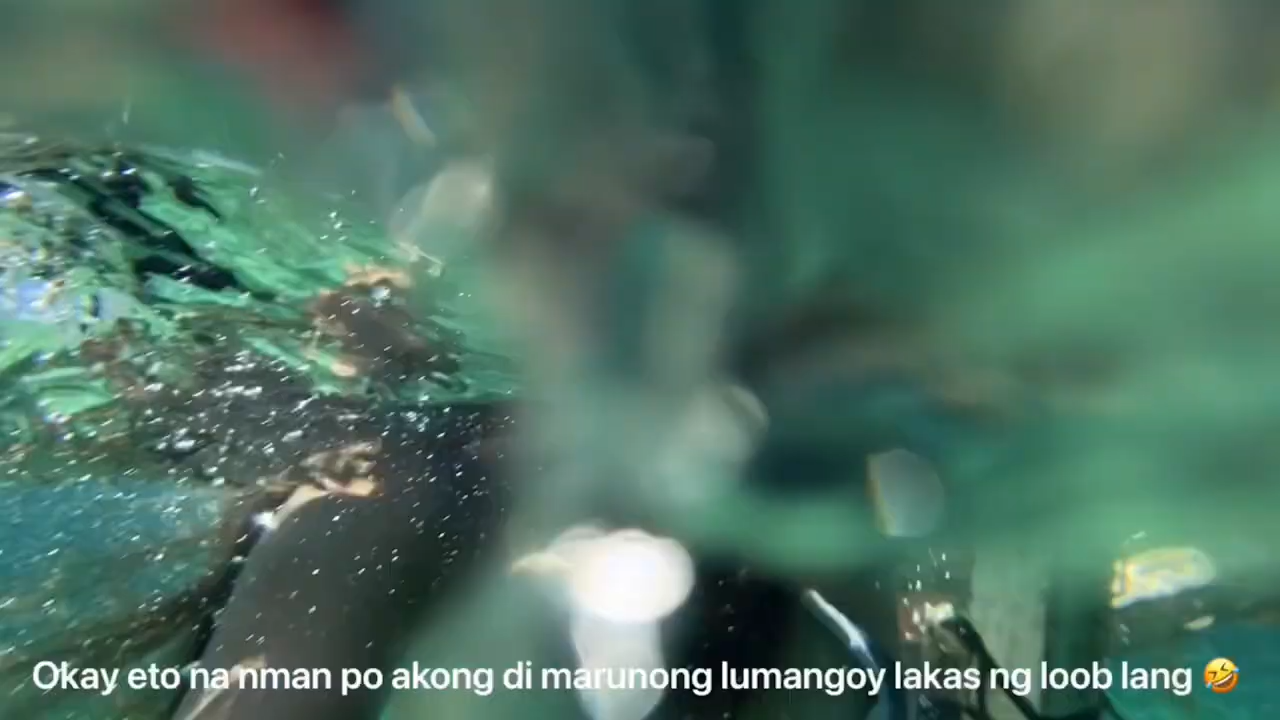 Okay eto na nman po akong di marunong lumangoy lakas ng loob lang 🤣